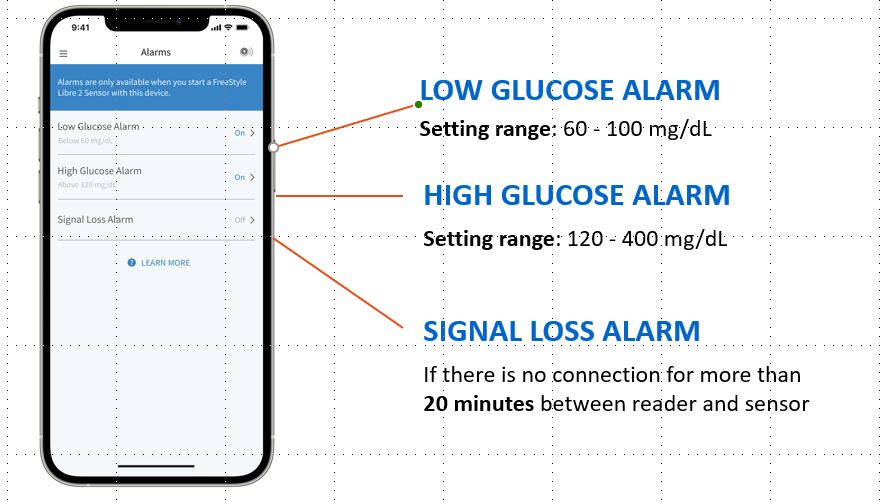 9:41
Alarms
Alarms are only available when you start a FreeStyle
Libre 2 Sensor with this device.
Low Glucose Alarm
On
Below 60 mg/dL
High Glucose Alarm
On
Above 120 mg/dL
Signal Loss Alarm
Off
? LEARN MORE
LOW GLUCOSE ALARM
Setting range: 60 - 100 mg/dL
HIGH GLUCOSE ALARM
Setting range: 120 - 400 mg/dL
SIGNAL LOSS ALARM
If there is no connection for more than
20 minutes between reader and sensor